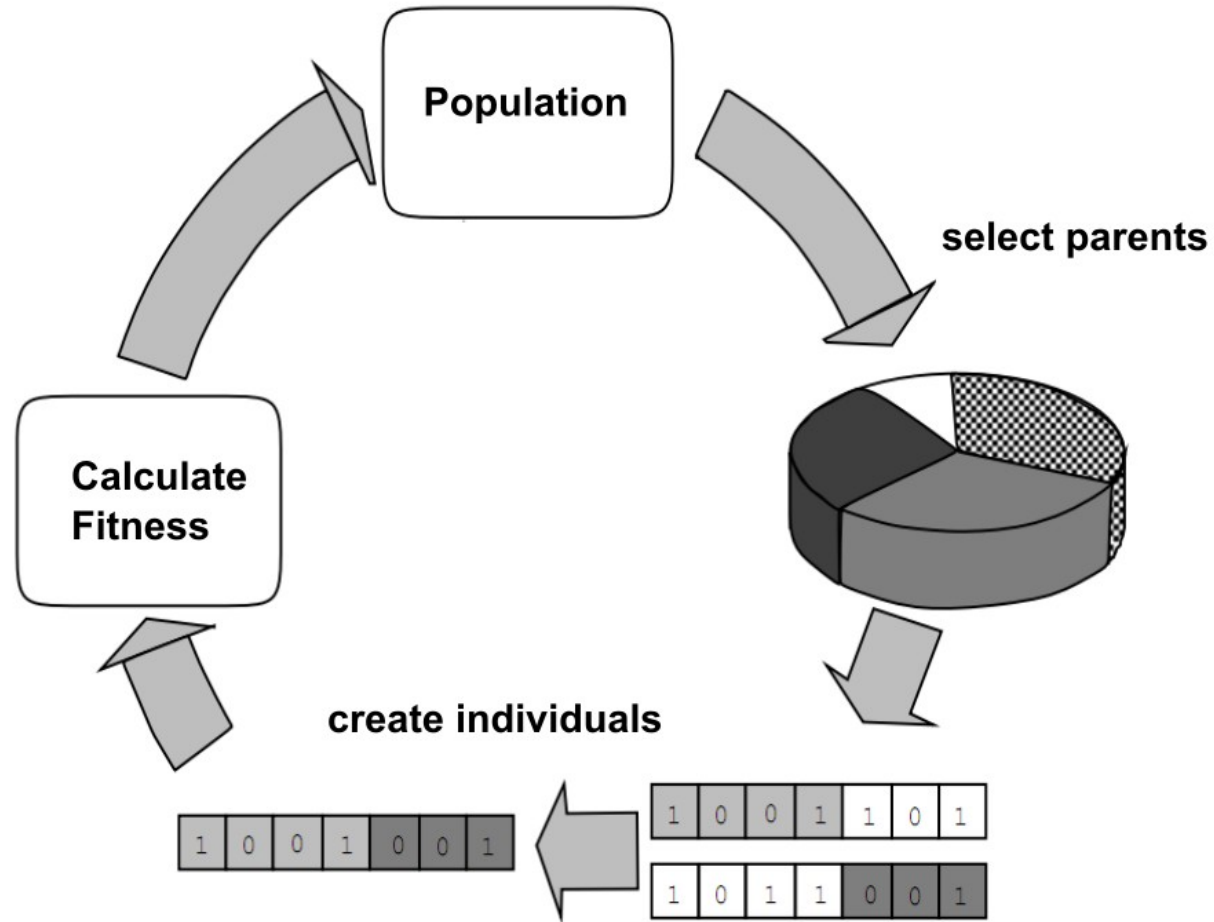 Population
select parents
Calculate
Fitness
create individuals
1 0 0 1 1 0 1
1 0 0 1 0 0 1
1 0 1 1 0 0 1